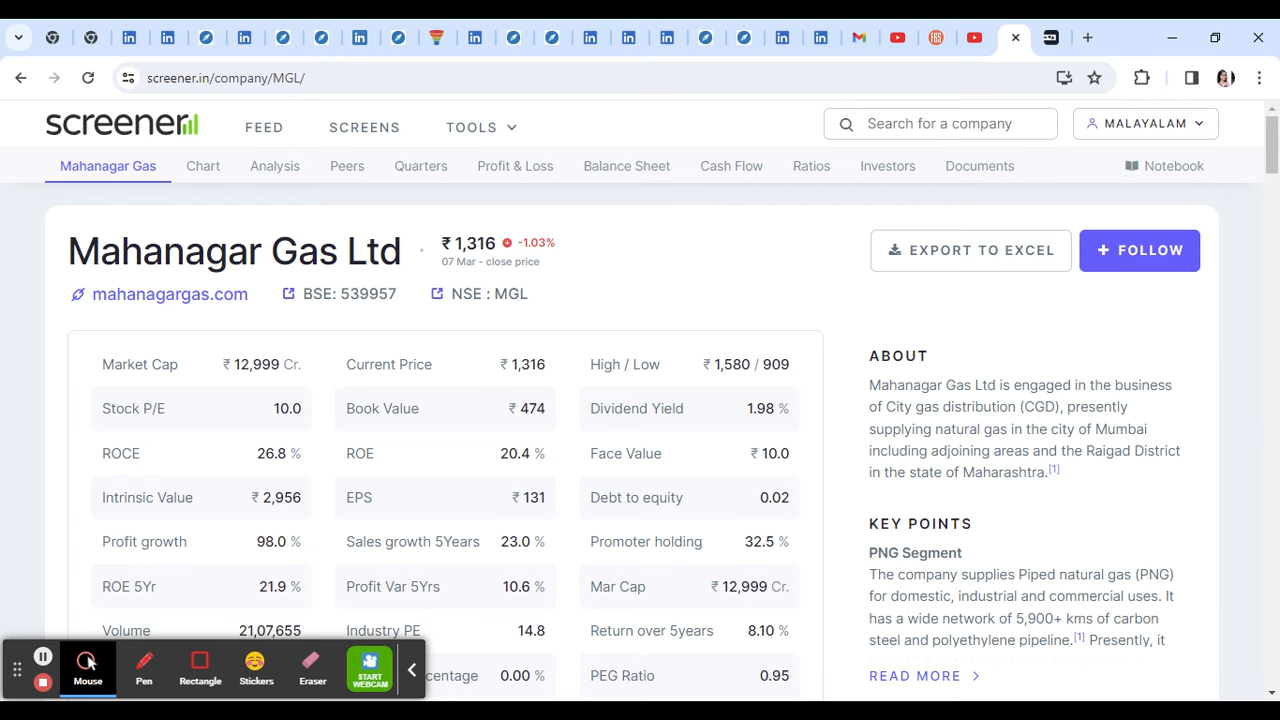 screener.in/company/MGL/
screener
FEED
SCREENS
TOOLS
Search for a company
MALAYALAM
Mahanagar Gas
Chart
Analysis
Peers
Quarters
Profit & Loss
Balance Sheet
Cash Flow
Ratios
Investors
Documents
Notebook
Mahanagar Gas Ltd
₹ 1,316 -1.03%
07 Mar - close price
EXPORT TO EXCEL
+ FOLLOW
mahanagargas.com
BSE: 539957
NSE : MGL
Market Cap ₹ 12,999 Cr.
Current Price ₹ 1,316
High / Low ₹ 1,580 / 909
Stock P/E 10.0
Book Value ₹ 474
Dividend Yield 1.98 %
ROCE 26.8 %
ROE 20.4 %
Face Value ₹ 10.0
Intrinsic Value ₹ 2,956
EPS ₹ 131
Debt to equity 0.02
Profit growth 98.0 %
Sales growth 5Years 23.0 %
Promoter holding 32.5 %
ROE 5Yr 21.9 %
Profit Var 5Yrs 10.6 %
Mar Cap ₹ 12,999 Cr.
Volume 21,07,655
Industry PE 14.8
Return over 5years 8.10 %
centage 0.00 %
PEG Ratio 0.95
ABOUT
Mahanagar Gas Ltd is engaged in the business
of City gas distribution (CGD), presently
supplying natural gas in the city of Mumbai
including adjoining areas and the Raigad District
in the state of Maharashtra.[1]
KEY POINTS
PNG Segment
The company supplies Piped natural gas (PNG)
for domestic, industrial and commercial uses. It
has a wide network of 5,900+ kms of carbon
steel and polyethylene pipeline.[1] Presently, it
READ MORE
Mouse
Pen
Rectangle
Stickers
Eraser
START
WEBCAM